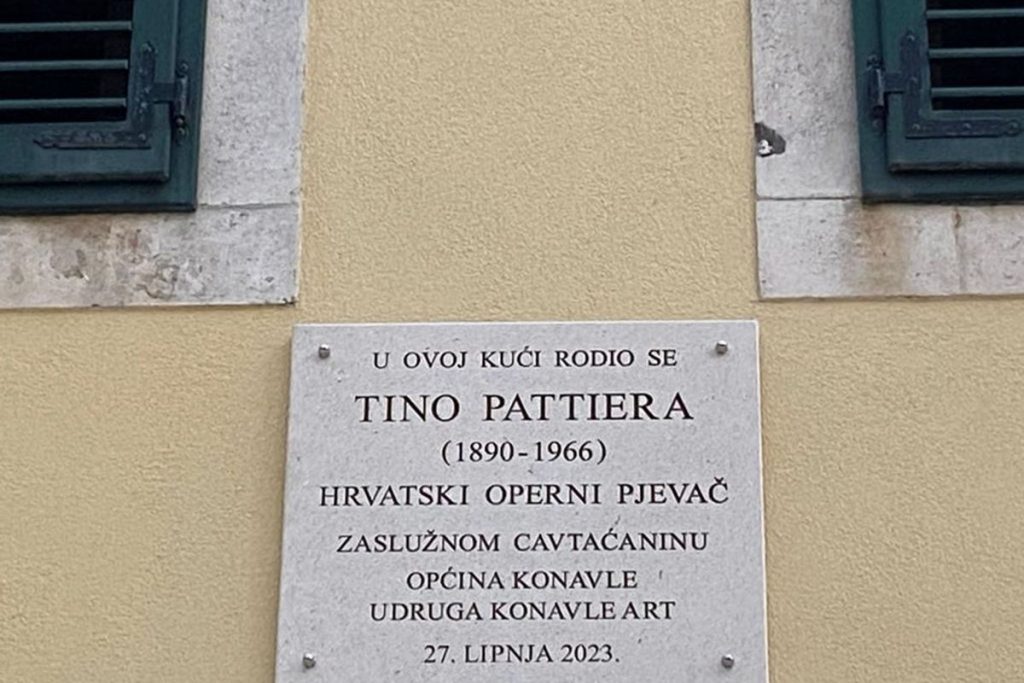 U OVOJ KUĆI RODIO SE
TINO PATTIERA
(1890-1966)
HRVATSKI OPERNI PJEVAČ
ZASLUŽNOM CAVTAĆANINU
OPĆINA KONAVLE
UDRUGA KONAVLE ART
27. LIPNJA 2023.